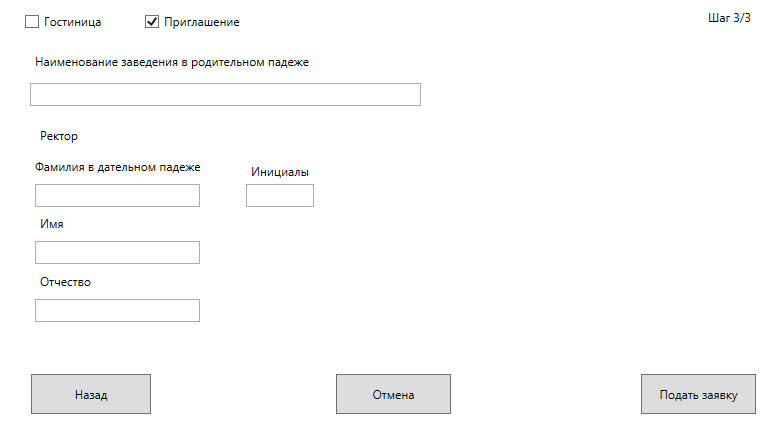 Гостиница Приглашение Шаг 3/3
Наименование заведения в родительном падеже
Ректор
Фамилия в дательном падеже Инициалы
Имя
Отчество
Назад Отмена Подать заявку